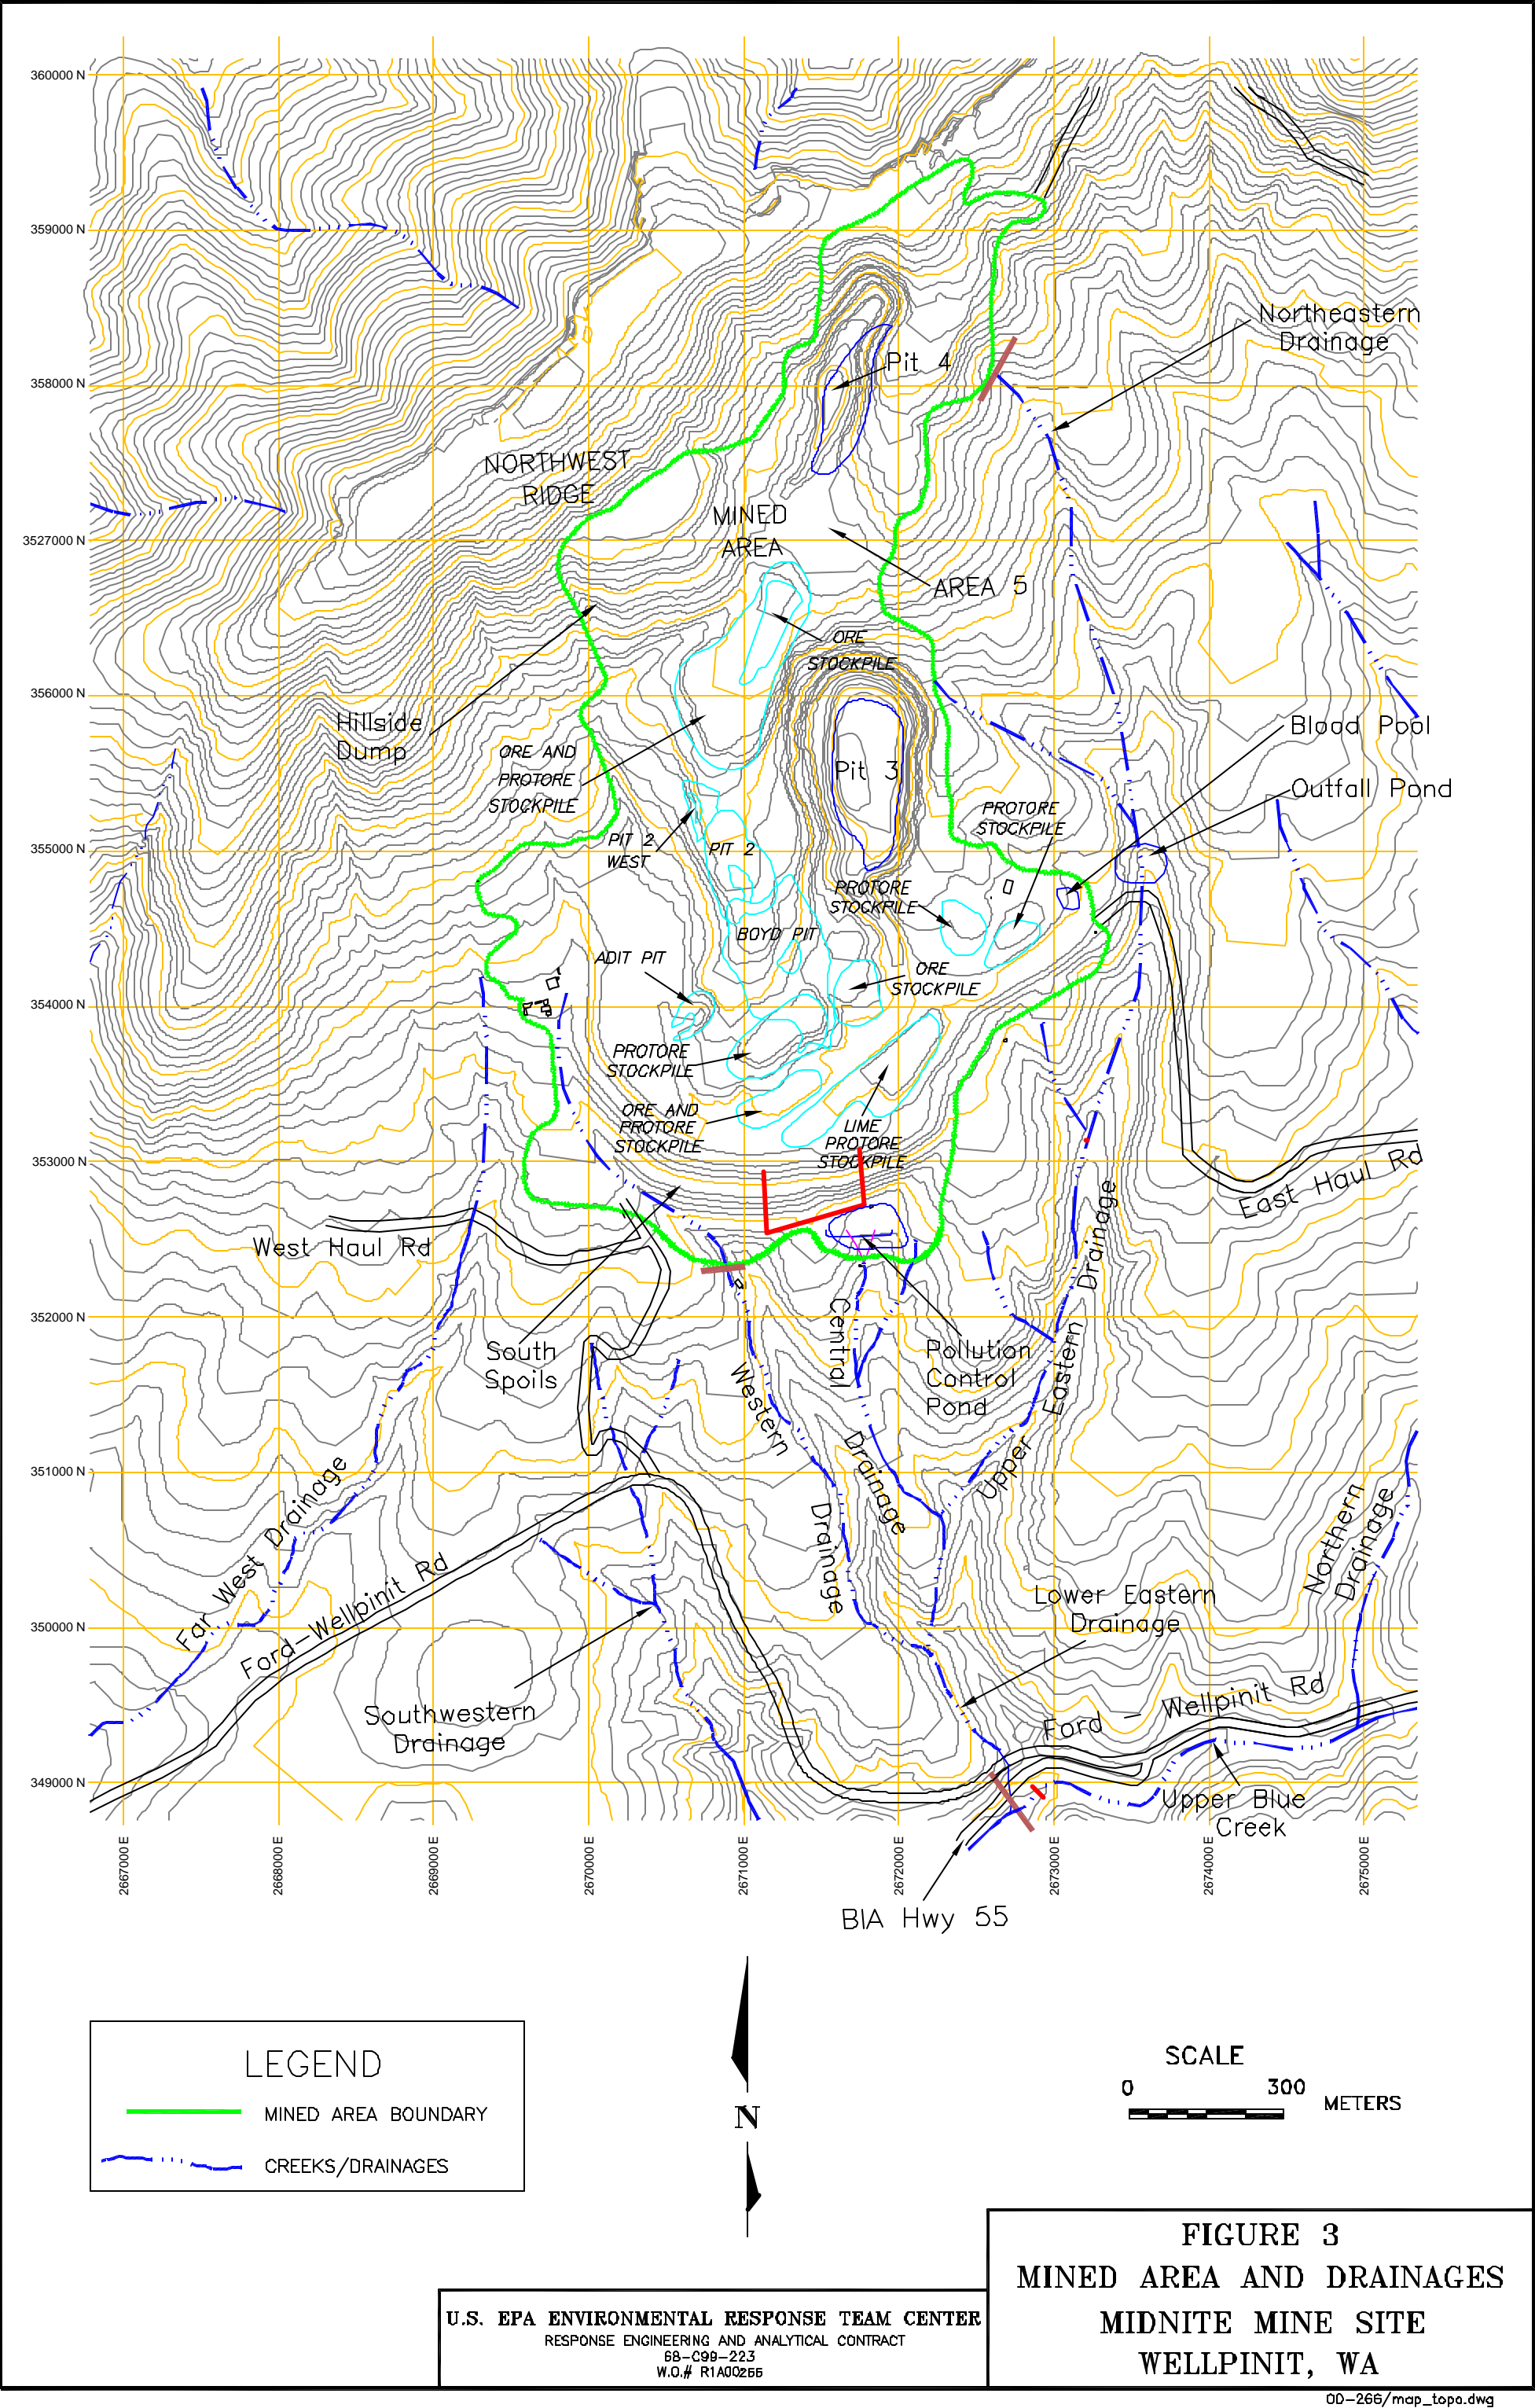 360000 N
359000 N
358000 N
3527000 N
356000 N
355000 N
354000 N
353000 N
352000 N
351000 N
350000 N
349000 N
Northeastern
Drainage
Pit 4
NORTHWEST
RIDGE
MINED
AREA
AREA 5
ORE
STOCKPILE
Hillside
Dump
ORE AND
PROTORE
STOCKPILE
Blood Pool
Pit 3
Outfall Pond
PROTORE
STOCKPILE
PIT 2
WEST
PIT 2
PROTORE
STOCKPILE
BOYD PIT
ADIT PIT
ORE
STOCKPILE
PROTORE
STOCKPILE
ORE AND
PROTORE
STOCKPILE
LIME
PROTORE
STOCKPILE
East Haul Rd
West Haul Rd
South
Spoils
Western
Drainage
Central
Drainage
Pollution
Control
Pond
Upper
Eastern
Drainage
Far West Drainage
Ford-Wellpinit Rd
Northern
Drainage
Lower Eastern
Drainage
Southwestern
Drainage
Ford - Wellpinit Rd
Upper Blue
Creek
2667000 E
2668000 E
2669000 E
2670000 E
2671000 E
2672000 E
2673000 E
2674000 E
2675000 E
BIA Hwy 55
LEGEND
MINED AREA BOUNDARY
CREEKS/DRAINAGES
N
SCALE
0 300
METERS
FIGURE 3
MINED AREA AND DRAINAGES
MIDNITE MINE SITE
WELLPINIT, WA
U.S. EPA ENVIRONMENTAL RESPONSE TEAM CENTER
RESPONSE ENGINEERING AND ANALYTICAL CONTRACT
68-C99-223
W.O.# R1A00266
OD-266/map_topo.dwg